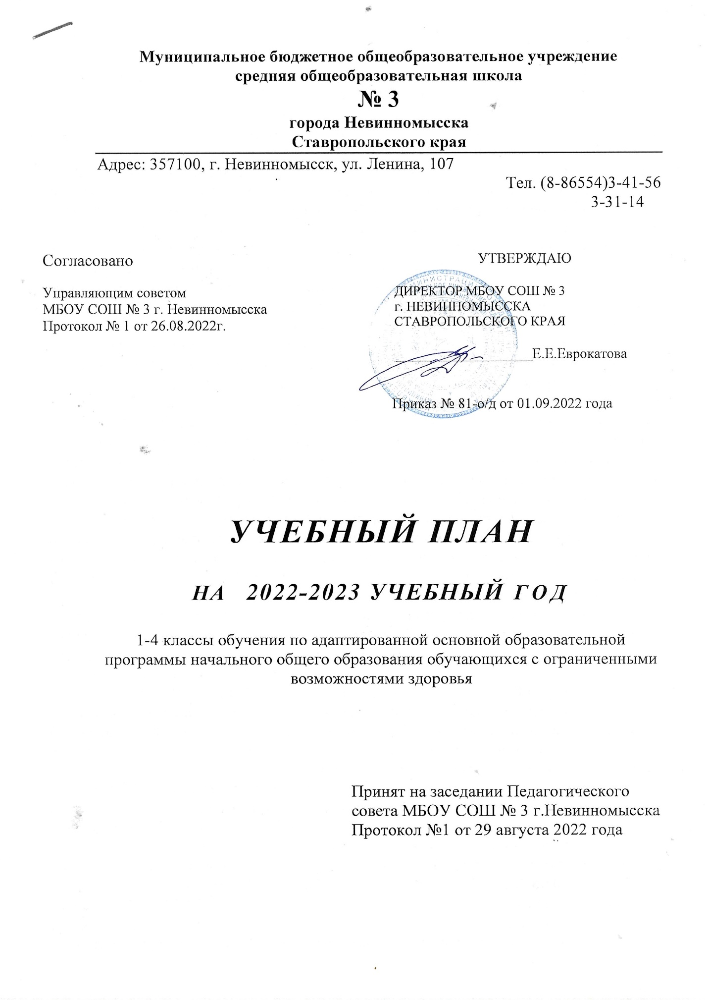 Муниципальное бюджетное общеобразовательное учреждение
средняя общеобразовательная школа
№ 3
города Невинномысска
Ставропольского края
Адрес: 357100, г. Невинномысск, ул. Ленина, 107
Тел. (8-86554)3-41-56
3-31-14
Согласовано
Управляющим советом
МБОУ СОШ № 3 г. Невинномысска
Протокол № 1 от 26.08.2022г.
УТВЕРЖДАЮ
ДИРЕКТОР МБОУ СОШ № 3
г. НЕВИННОМЫССКА
СТАВРОПОЛЬСКОГО КРАЯ
Е.Е.Еврокатова
Приказ № 81-о/д от 01.09.2022 года
УЧЕБНЫЙ ПЛАН
НА 2022-2023 УЧЕБНЫЙ ГОД
1-4 классы обучения по адаптированной основной образовательной
программы начального общего образования обучающихся с ограниченными
возможностями здоровья
Принят на заседании Педагогического
совета МБОУ СОШ № 3 г.Невинномысска
Протокол №1 от 29 августа 2022 года